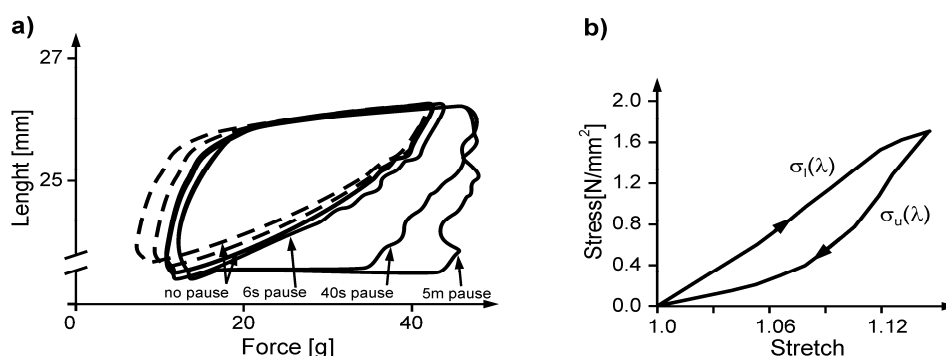 a)
Lenght [mm]
27
25
no pause
6s pause
40s pause
5m pause
0
20
40
Force [g]
b)
Stress[N/mm²]
2.0
1.6
1.2
0.8
0.4
0.0
σl(λ)
σu(λ)
1.0
1.06
1.12
Stretch